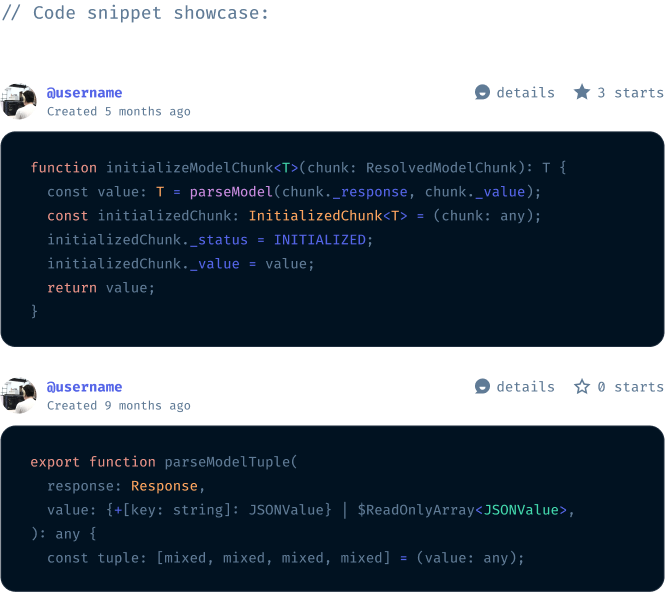 // Code snippet showcase:
@username
details
3 starts
Created 5 months ago
function initializeModelChunk<T>(chunk: ResolvedModelChunk): T {
  const value: T = parseModel(chunk._response, chunk._value);
  const initializedChunk: InitializedChunk<T> = (chunk: any);
  initializedChunk._status = INITIALIZED;
  initializedChunk._value = value;
  return value;
}
@username
details
0 starts
Created 9 months ago
export function parseModelTuple(
  response: Response,
  value: {+[key: string]: JSONValue} | $ReadOnlyArray<JSONValue>,
): any {
  const tuple: [mixed, mixed, mixed, mixed] = (value: any);